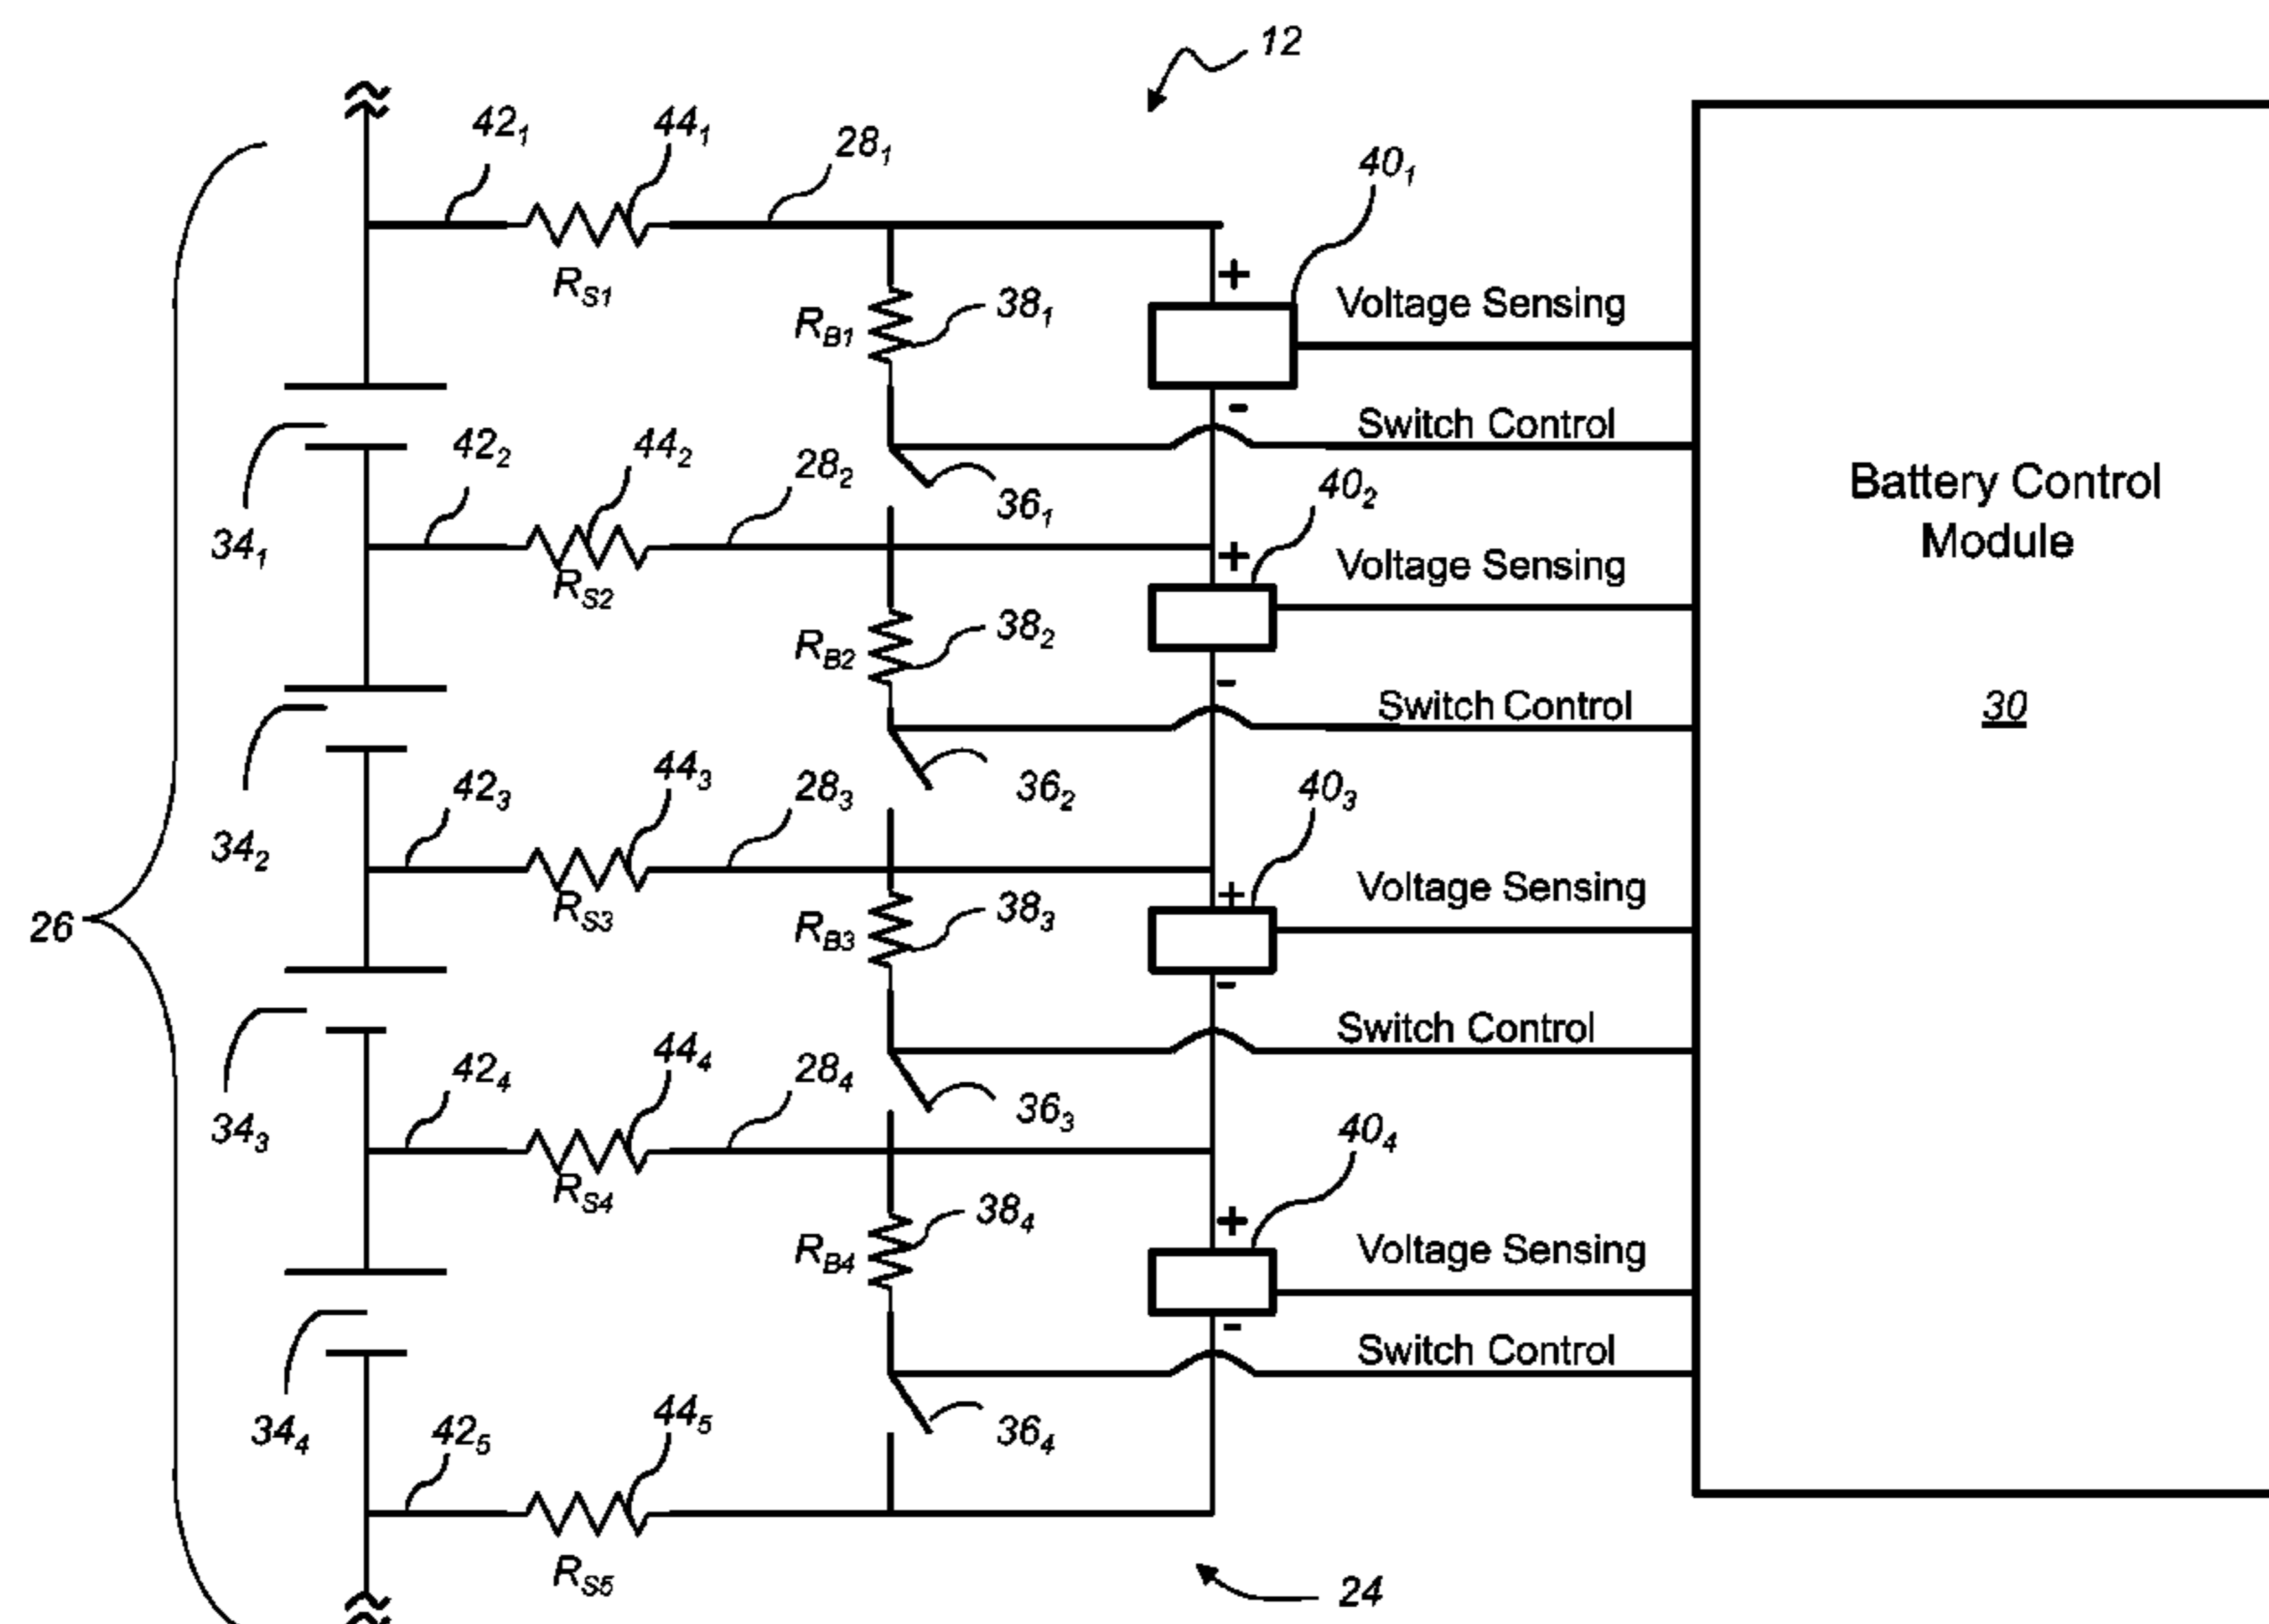 12
42₁ 44₁ 28₁ 40₁
R_S1 R_B1 38₁ + Voltage Sensing
- Switch Control
34₁ 42₂ 44₂ 28₂ 36₁ 40₂
Battery Control
Module
R_S2 + Voltage Sensing
R_B2 38₂
- Switch Control
30
34₂ 42₃ 44₃ 28₃ 36₂ 40₃
26 R_S3 R_B3 38₃ + Voltage Sensing
- Switch Control
34₃ 42₄ 44₄ 28₄ 36₃ 40₄
R_S4 R_B4 38₄ + Voltage Sensing
- Switch Control
34₄ 42₅ 44₅ 36₄
R_S5
24